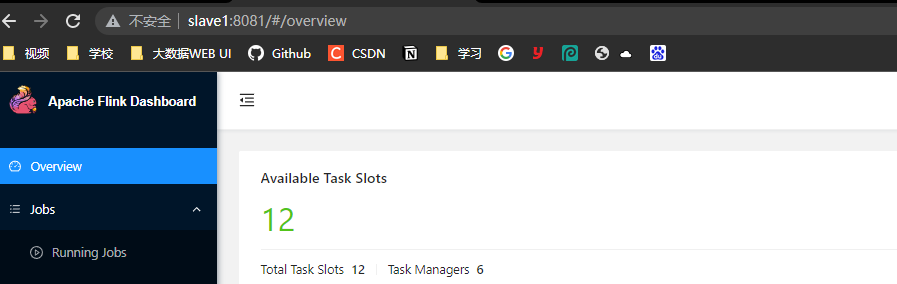 不安全 slave1:8081/#/overview
视频 学校 大数据WEB UI Github C CSDN N 学习 G y
Apache Flink Dashboard
Overview
Available Task Slots
Jobs
12
Running Jobs
Total Task Slots 12 Task Managers 6